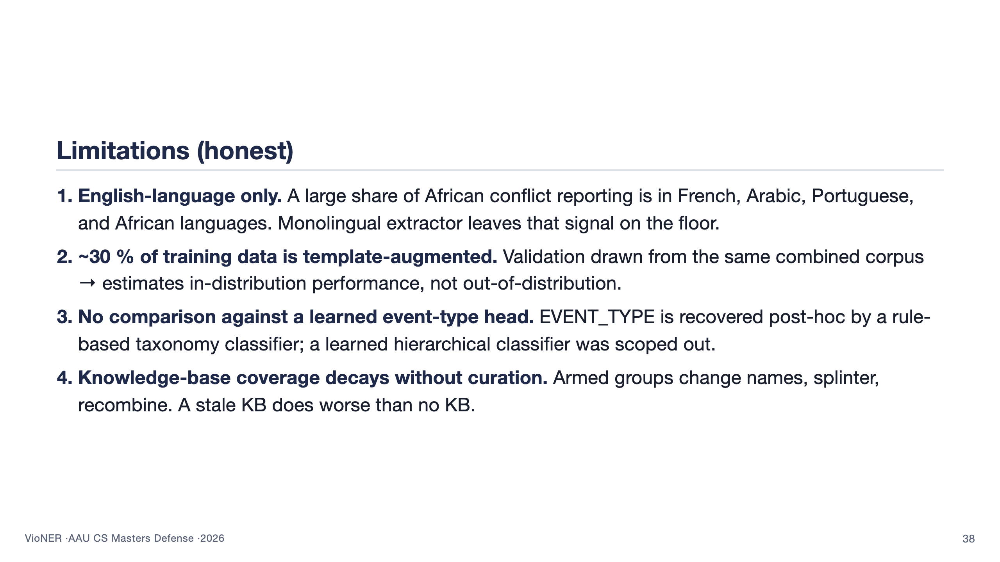 Limitations (honest)
1. English-language only. A large share of African conflict reporting is in French, Arabic, Portuguese,
and African languages. Monolingual extractor leaves that signal on the floor.
2. ~30 % of training data is template-augmented. Validation drawn from the same combined corpus
→ estimates in-distribution performance, not out-of-distribution.
3. No comparison against a learned event-type head. EVENT_TYPE is recovered post-hoc by a rule-
based taxonomy classifier; a learned hierarchical classifier was scoped out.
4. Knowledge-base coverage decays without curation. Armed groups change names, splinter,
recombine. A stale KB does worse than no KB.
VioNER ·AAU CS Masters Defense ·2026
38